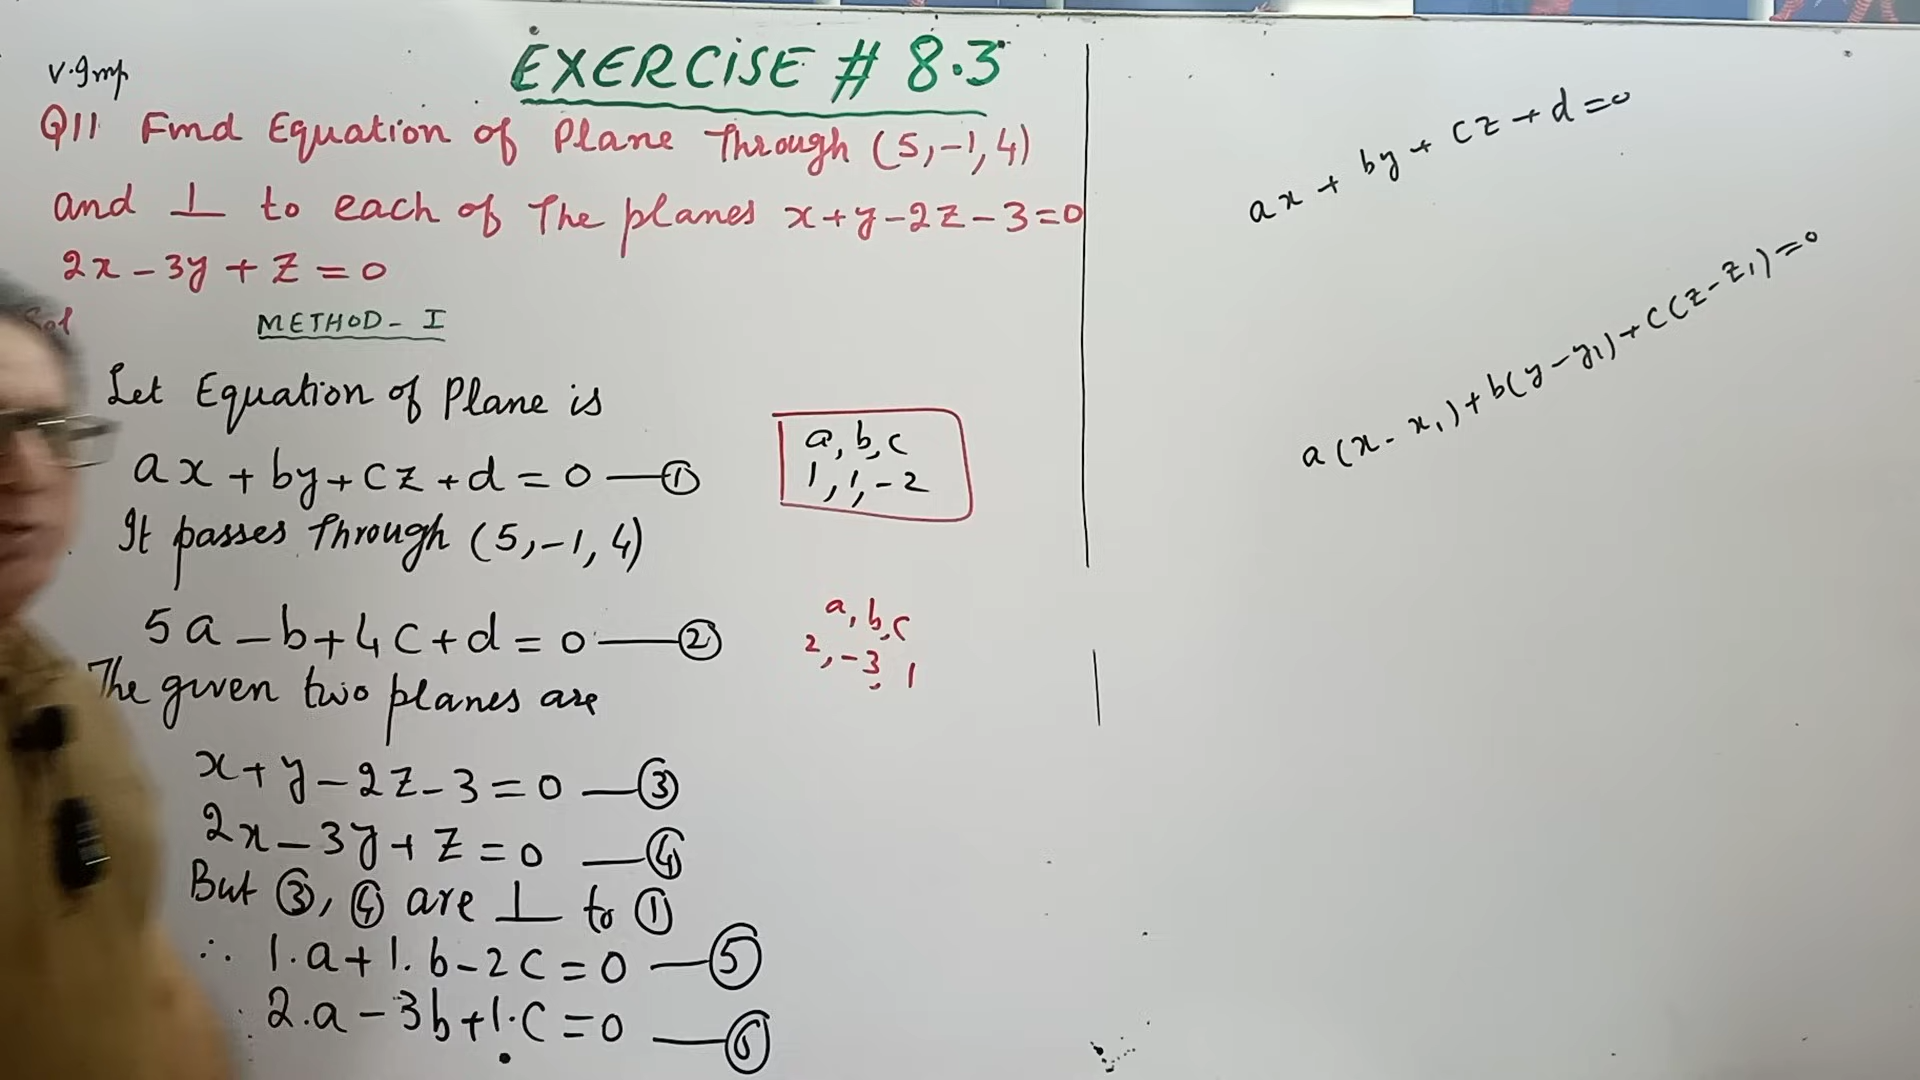 EXERCISE # 8.3
V.Imp
Q11 Find Equation of Plane Through (5,-1,4)
and ⊥ to each of The planes x+y-2z-3=0
2x-3y+z=0
Sol
METHOD-I
Let Equation of Plane is
ax+by+cz+d=0 —①
It passes Through (5,-1,4)
5a-b+4c+d=0 —②
The given two planes are
x+y-2z-3=0 —③
2x-3y+z=0 —④
But ③, ④ are ⊥ to ①
∴ 1.a+1.b-2c=0 —⑤
2.a-3b+1.c=0 —⑥
a,b,c
1,1,-2
a,b,c
2,-3,1
ax+by+cz+d=0
a(x-x₁)+b(y-y₁)+c(z-z₁)=0